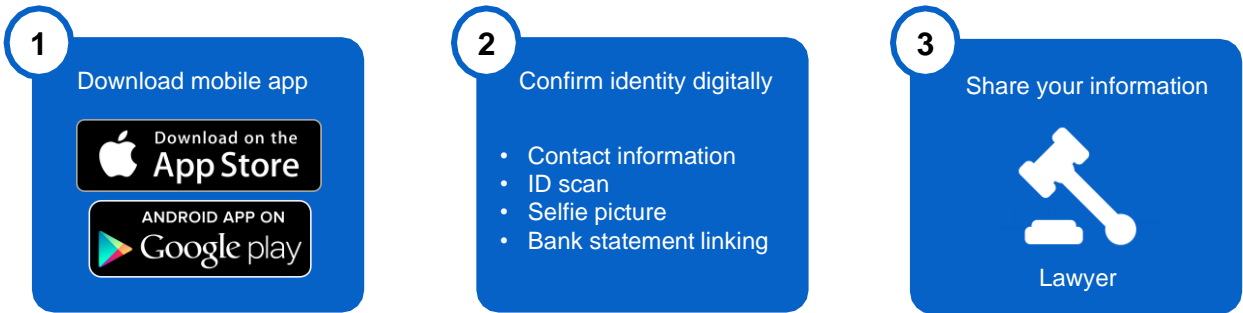 1
Download mobile app
Download on the
App Store
ANDROID APP ON
Google play
2
Confirm identity digitally
• Contact information
• ID scan
• Selfie picture
• Bank statement linking
3
Share your information
Lawyer